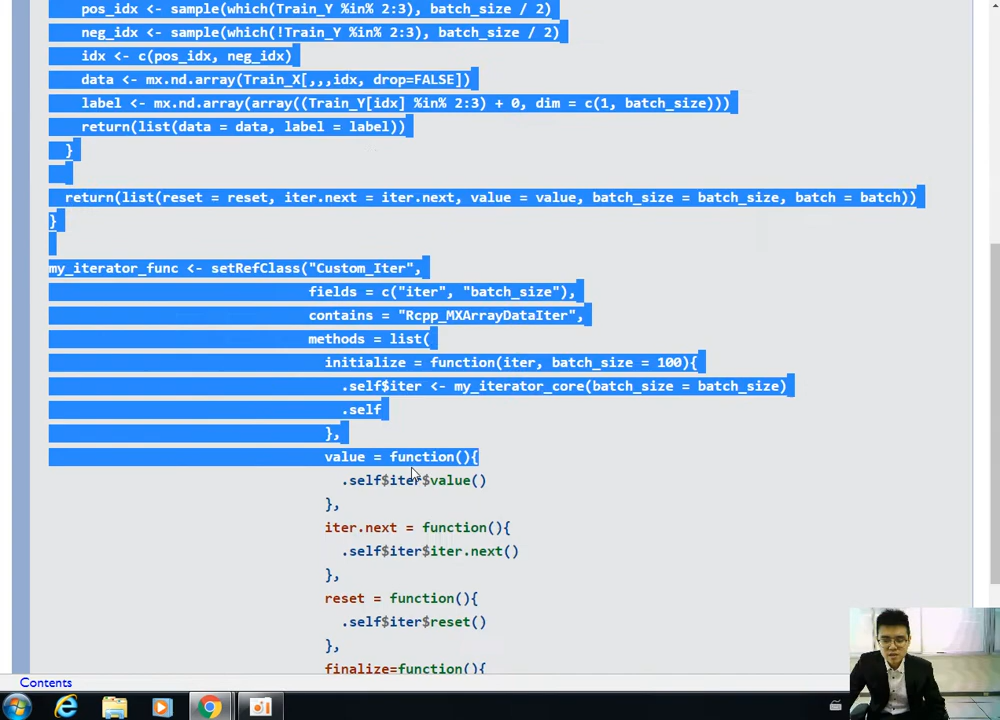 pos_idx <- sample(which(Train_Y %in% 2:3), batch_size / 2)
neg_idx <- sample(which(!Train_Y %in% 2:3), batch_size / 2)
idx <- c(pos_idx, neg_idx)
data <- mx.nd.array(Train_X[,,,idx, drop=FALSE])
label <- mx.nd.array(array((Train_Y[idx] %in% 2:3) + 0, dim = c(1, batch_size)))
return(list(data = data, label = label))
}
return(list(reset = reset, iter.next = iter.next, value = value, batch_size = batch_size, batch = batch))
}
my_iterator_func <- setRefClass("Custom_Iter",
fields = c("iter", "batch_size"),
contains = "Rcpp_MXArrayDataIter",
methods = list(
initialize = function(iter, batch_size = 100){
.self$iter <- my_iterator_core(batch_size = batch_size)
.self
},
value = function(){
.self$iter$value()
},
iter.next = function(){
.self$iter$iter.next()
},
reset = function(){
.self$iter$reset()
},
finalize=function(){
Contents